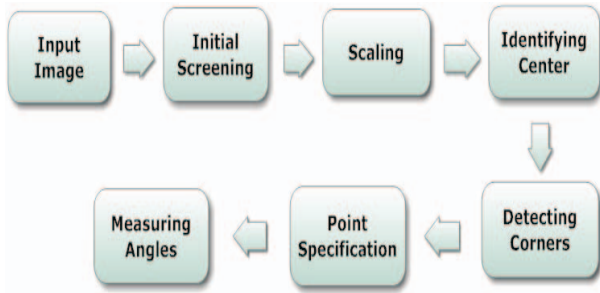 Input
Image
Initial
Screening
Scaling
Identifying
Center
Detecting
Corners
Point
Specification
Measuring
Angles